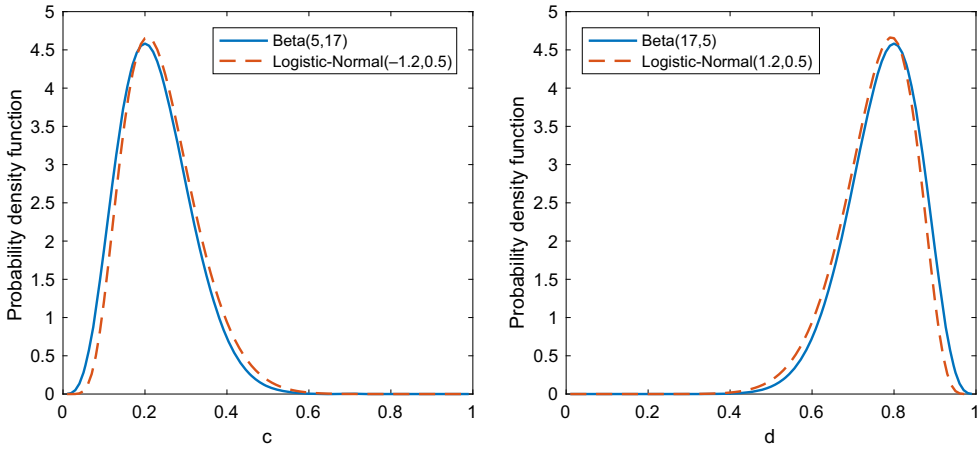 Beta(5,17)
Logistic-Normal(–1.2,0.5)
Probability density function
5
4.5
4
3.5
3
2.5
2
1.5
1
0.5
0
0 0.2 0.4 0.6 0.8 1
c
Beta(17,5)
Logistic-Normal(1.2,0.5)
Probability density function
5
4.5
4
3.5
3
2.5
2
1.5
1
0.5
0
0 0.2 0.4 0.6 0.8 1
d